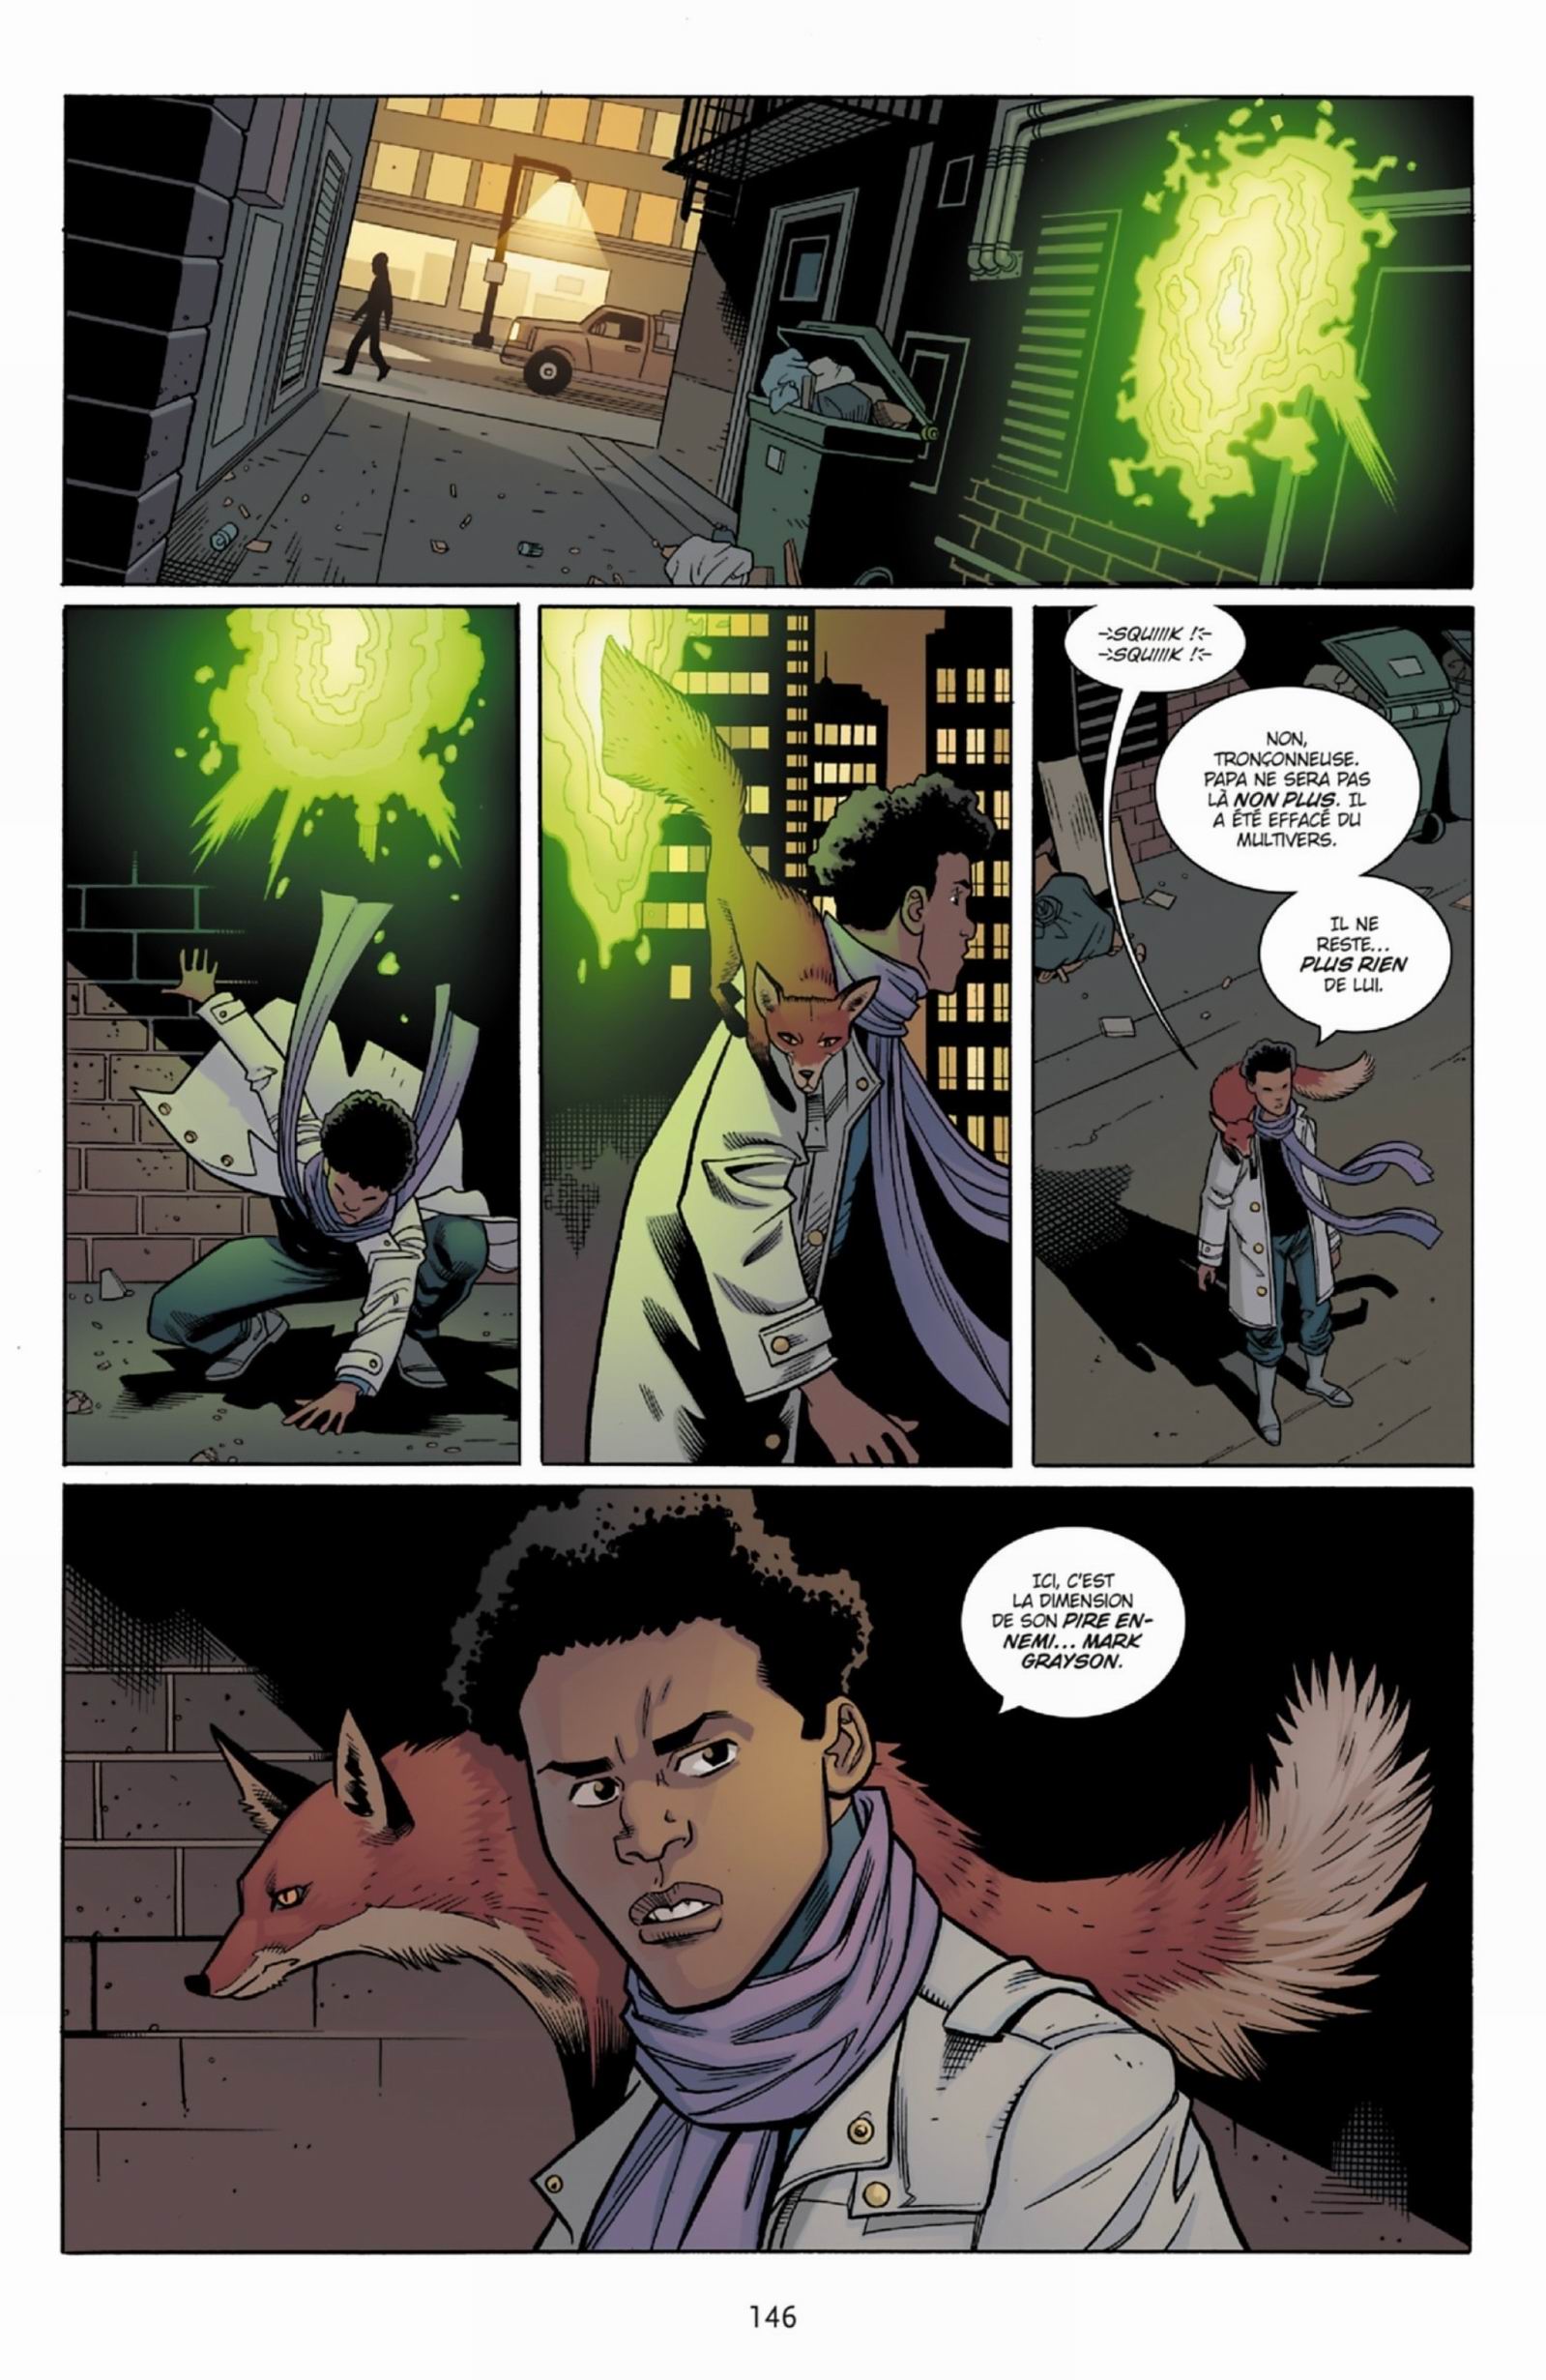 -SQUIIIK !-
-SQUIIIK !-
NON,
TRONÇONNEUSE.
PAPA NE SERA PAS
LÀ NON PLUS. IL
A ÉTÉ EFFACÉ DU
MULTIVERS.
IL NE
RESTE...
PLUS RIEN
DE LUI.
ICI, C'EST
LA DIMENSION
DE SON PIRE EN-
NEMI... MARK
GRAYSON.
146